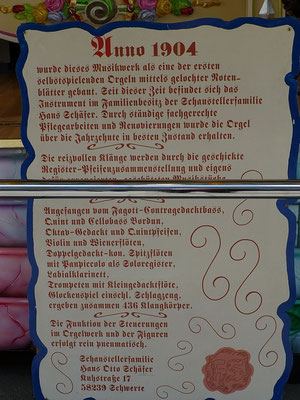 Anno 1904
wurde dieses Musikwerk als eine der ersten
selbstspielenden Orgeln mittels gelochter Noten-
blätter gebaut. Seit dieser Zeit befindet sich das
Instrument im Familienbesitz der Schaustellerfamilie
Hans Schäfer. Durch ständige fachgerechte
Pflegearbeiten und Renovierungen wurde die Orgel
über die Jahrzehnte in besten Zustand erhalten.
Die reizvollen Klänge werden durch die geschickte
Register-Pfeifenzusammenstellung und eigens
Musikstücke
Angefangen vom Fagott-Contragedacktbass,
Quint und Cellobass Bordun,
Oktav-Gedackt und Quintpfeifen,
Violin und Wienerflöten,
Doppelgedackt-kon. Spitzflöten
mit Panpiccolo als Soloregister,
Labialklarinett,
Trompeten mit Kleingedacktflöte,
Glockenspiel einschl. Schlagzeug,
ergeben zusammen 436 Klangkörper.
Die Funktion der Steuerungen
im Orgelwerk und der Figuren
erfolgt rein pneumatisch.
Schaustellerfamilie
Hans Otto Schäfer
Kuhstraße 17
58239 Schwerte